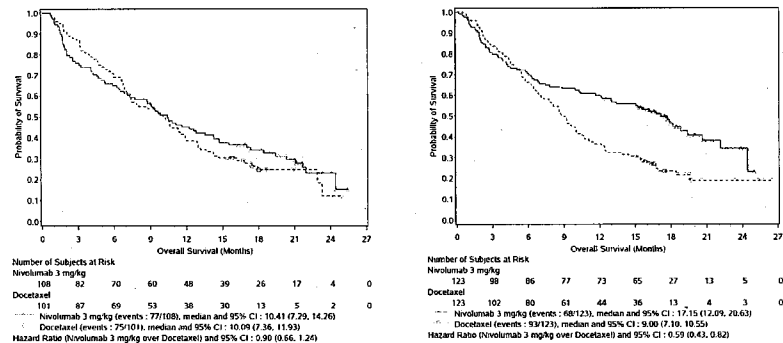 1.0
0.9
0.8
0.7
0.6
0.5
0.4
0.3
0.2
0.1
0.0
Probability of Survival
0 3 6 9 12 15 18 21 24 27
Overall Survival (Months)
Number of Subjects at Risk
Nivolumab 3 mg/kg
108 82 70 60 48 39 26 17 4 0
Docetaxel
101 87 69 53 38 30 13 5 2 0
Nivolumab 3 mg/kg (events : 77/108), median and 95% CI : 10.41 (7.29, 14.26)
Docetaxel (events : 75/101), median and 95% CI : 10.09 (7.36, 11.93)
Hazard Ratio (Nivolumab 3 mg/kg over Docetaxel) and 95% CI : 0.90 (0.66, 1.24)
1.0
0.9
0.8
0.7
0.6
0.5
0.4
0.3
0.2
0.1
0.0
Probability of Survival
0 3 6 9 12 15 18 21 24 27
Overall Survival (Months)
Number of Subjects at Risk
Nivolumab 3 mg/kg
123 98 86 77 73 65 27 13 5 0
Docetaxel
123 102 80 61 44 36 13 4 3 0
Nivolumab 3 mg/kg (events : 68/123), median and 95% CI : 17.15 (12.09, 20.63)
Docetaxel (events : 93/123), median and 95% CI : 9.00 (7.10, 10.55)
Hazard Ratio (Nivolumab 3 mg/kg over Docetaxel) and 95% CI : 0.59 (0.43, 0.82)